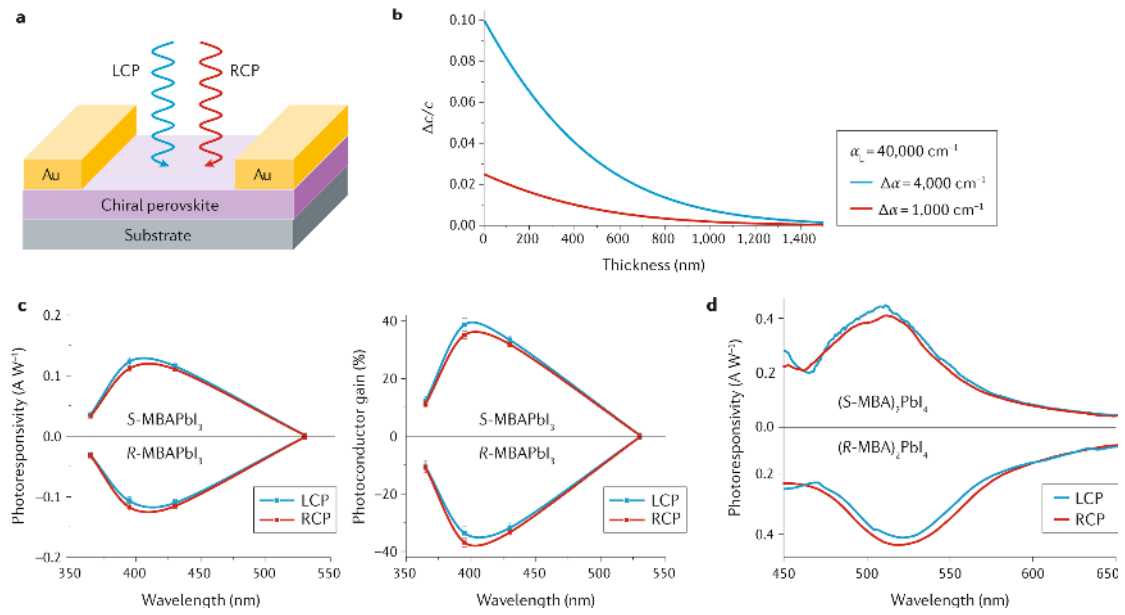 a
LCP
RCP
Au
Au
Chiral perovskite
Substrate
b
Δc/c
0.10
0.08
0.06
0.04
0.02
0.00
0
200
400
600
800
1,000
1,200
1,400
Thickness (nm)
α_L = 40,000 cm⁻¹
Δα = 4,000 cm⁻¹
Δα = 1,000 cm⁻¹
c
Photoresponsivity (A W⁻¹)
0.2
0.1
0.0
–0.1
–0.2
S-MBAPbI₃
R-MBAPbI₃
LCP
RCP
350
400
450
500
550
Wavelength (nm)
Photoconductor gain (%)
40
20
0
–20
–40
S-MBAPbI₃
R-MBAPbI₃
LCP
RCP
350
400
450
500
550
Wavelength (nm)
d
Photoresponsivity (A W⁻¹)
0.4
0.2
0.0
0.2
0.4
(S-MBA)₂PbI₄
(R-MBA)₂PbI₄
LCP
RCP
450
500
550
600
650
Wavelength (nm)